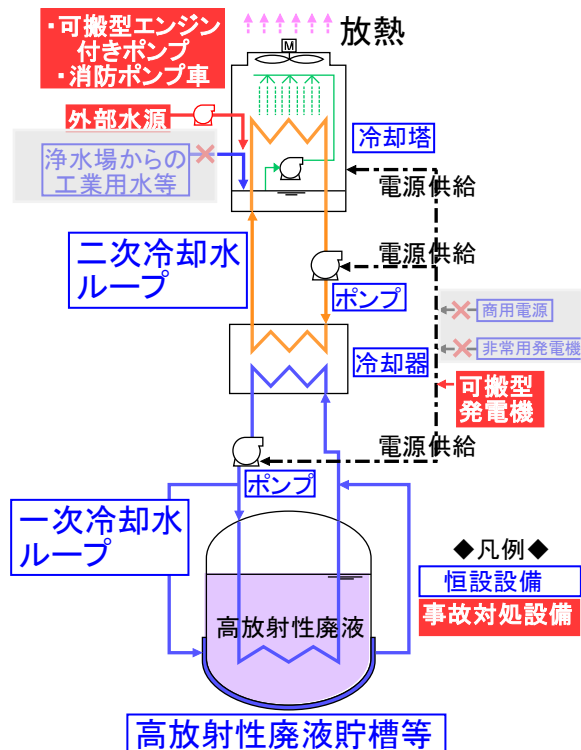 ・可搬型エンジン
付きポンプ
・消防ポンプ車
放熱
M
外部水源
浄水場からの
工業用水等
冷却塔
電源供給
二次冷却水
ループ
電源供給
ポンプ
商用電源
非常用発電機
冷却器
可搬型
発電機
電源供給
ポンプ
一次冷却水
ループ
◆凡例◆
恒設設備
事故対処設備
高放射性廃液
高放射性廃液貯槽等